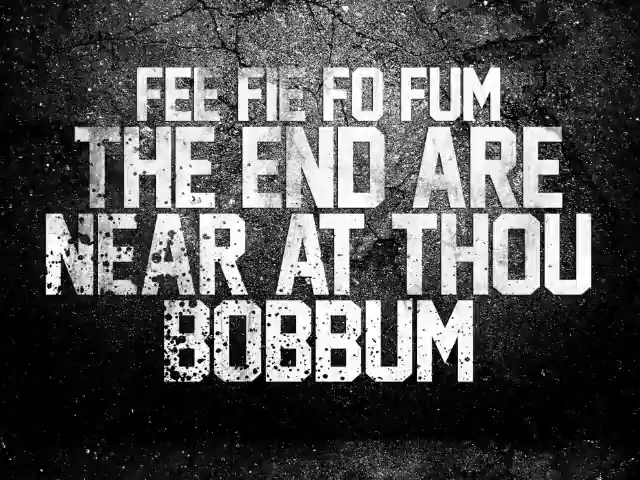 FEE FIE FO FUM
THE END ARE
NEAR AT THOU
BOBBUM